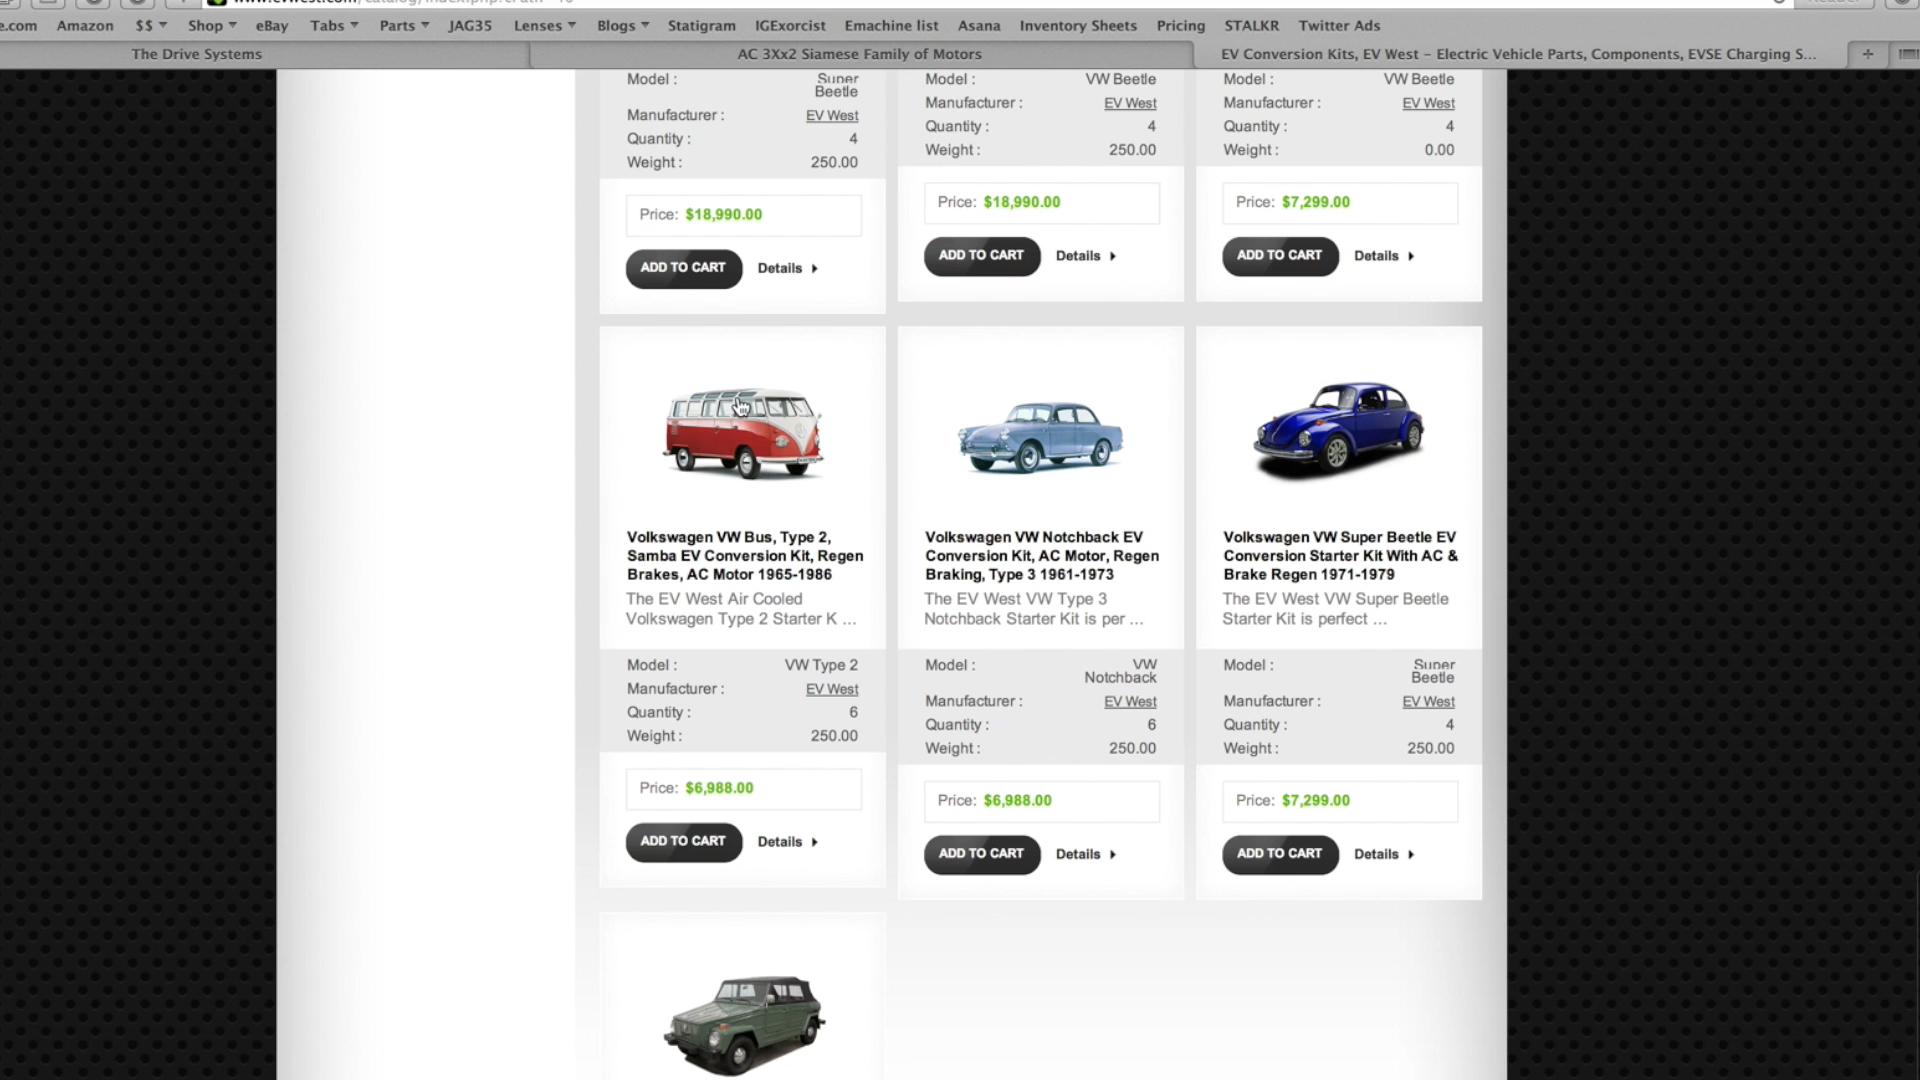 e.com Amazon $$ Shop eBay Tabs Parts JAG35 Lenses Blogs Statigram IGExorcist Emachine list Asana Inventory Sheets Pricing STALKR Twitter Ads
The Drive Systems
AC 3Xx2 Siamese Family of Motors
EV Conversion Kits, EV West – Electric Vehicle Parts, Components, EVSE Charging S...
Model : Super
Beetle
Manufacturer : EV West
Quantity : 4
Weight : 250.00
Price: $18,990.00
ADD TO CART Details
Model : VW Beetle
Manufacturer : EV West
Quantity : 4
Weight : 250.00
Price: $18,990.00
ADD TO CART Details
Model : VW Beetle
Manufacturer : EV West
Quantity : 4
Weight : 0.00
Price: $7,299.00
ADD TO CART Details
Volkswagen VW Bus, Type 2,
Samba EV Conversion Kit, Regen
Brakes, AC Motor 1965-1986
The EV West Air Cooled
Volkswagen Type 2 Starter K ...
Model : VW Type 2
Manufacturer : EV West
Quantity : 6
Weight : 250.00
Price: $6,988.00
ADD TO CART Details
Volkswagen VW Notchback EV
Conversion Kit, AC Motor, Regen
Braking, Type 3 1961-1973
The EV West VW Type 3
Notchback Starter Kit is per ...
Model : VW
Notchback
Manufacturer : EV West
Quantity : 6
Weight : 250.00
Price: $6,988.00
ADD TO CART Details
Volkswagen VW Super Beetle EV
Conversion Starter Kit With AC &
Brake Regen 1971-1979
The EV West VW Super Beetle
Starter Kit is perfect ...
Model : Super
Beetle
Manufacturer : EV West
Quantity : 4
Weight : 250.00
Price: $7,299.00
ADD TO CART Details